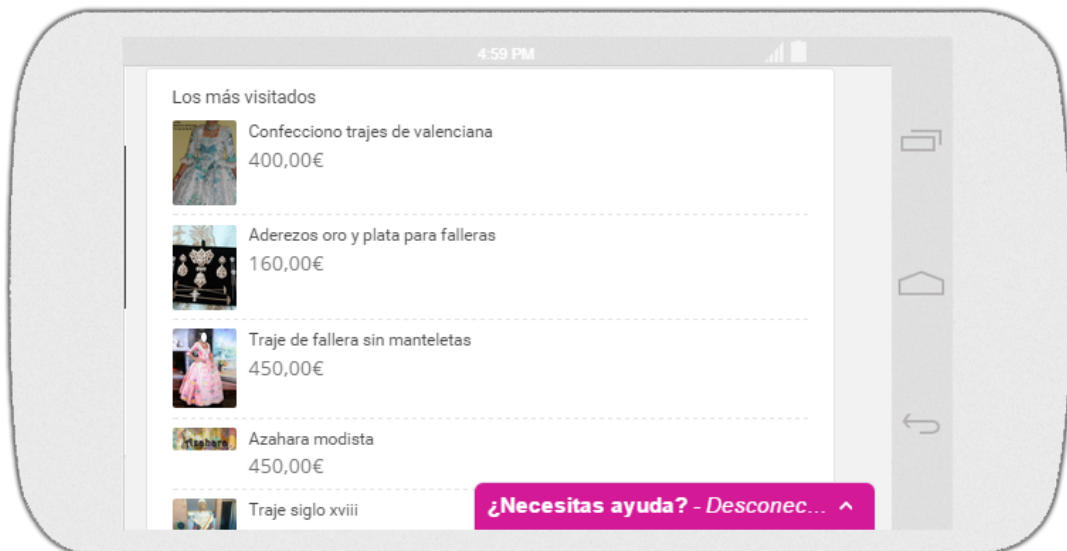 4:59 PM
Los más visitados
Confecciono trajes de valenciana
400,00€
Aderezos oro y plata para falleras
160,00€
Traje de fallera sin manteletas
450,00€
Azahara
Azahara modista
450,00€
Traje siglo xviii
¿Necesitas ayuda? - Desconec...